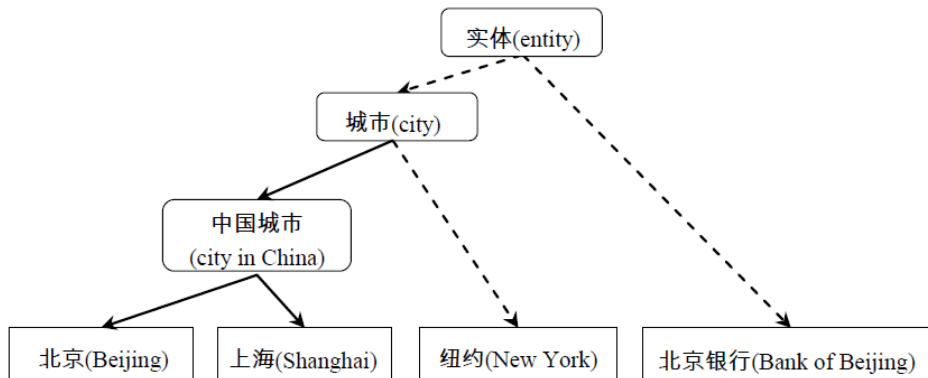 实体(entity)
城市(city)
中国城市
(city in China)
北京(Beijing)
上海(Shanghai)
纽约(New York)
北京银行(Bank of Beijing)